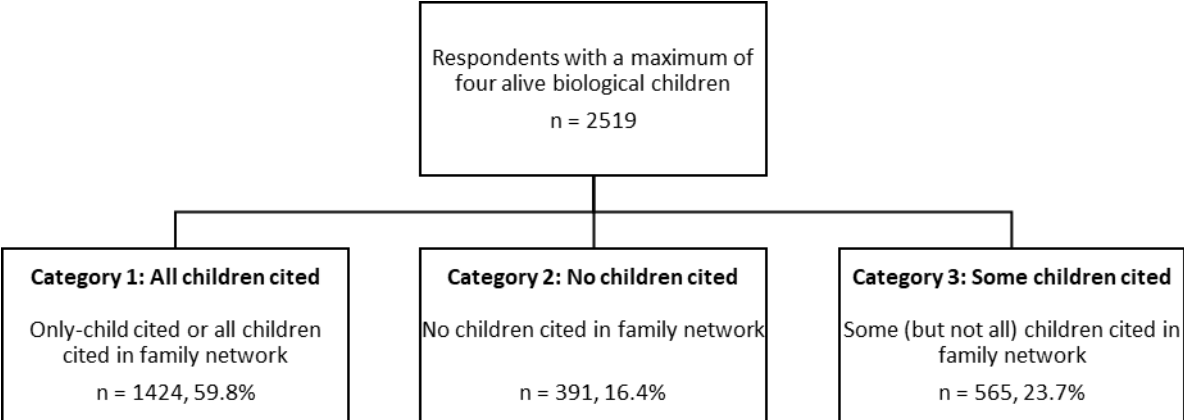 Respondents with a maximum of
four alive biological children
n = 2519
Category 1: All children cited
Only-child cited or all children
cited in family network
n = 1424, 59.8%
Category 2: No children cited
No children cited in family network
n = 391, 16.4%
Category 3: Some children cited
Some (but not all) children cited in
family network
n = 565, 23.7%